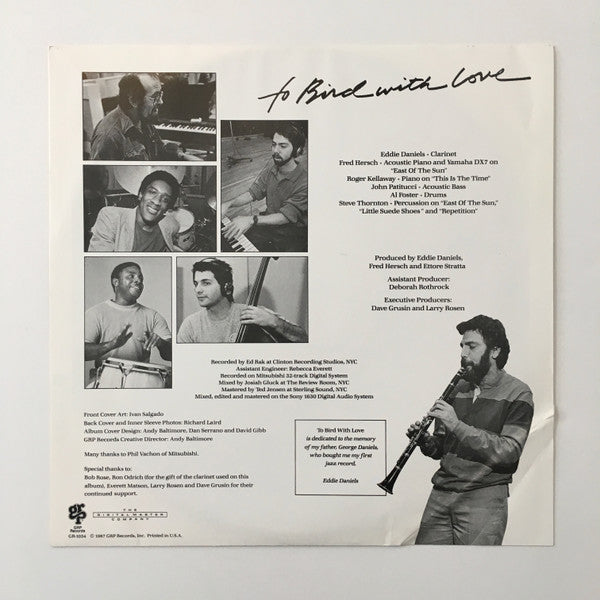 To Bird with Love
Eddie Daniels - Clarinet
Fred Hersch - Acoustic Piano and Yamaha DX7 on
"East Of The Sun"
Roger Kellaway - Piano on "This Is The Time"
John Patitucci - Acoustic Bass
Al Foster - Drums
Steve Thornton - Percussion on "East Of The Sun,"
"Little Suede Shoes" and "Repetition"
Produced by Eddie Daniels,
Fred Hersch and Ettore Stratta
Assistant Producer:
Deborah Rothrock
Executive Producers:
Dave Grusin and Larry Rosen
Recorded by Ed Rak at Clinton Recording Studios, NYC
Assistant Engineer: Rebecca Everett
Recorded on Mitsubishi 32-track Digital System
Mixed by Josiah Gluck at The Review Room, NYC
Mastered by Ted Jensen at Sterling Sound, NYC
Mixed, edited and mastered on the Sony 1630 Digital Audio System
Front Cover Art: Ivan Salgado
Back Cover and Inner Sleeve Photos: Richard Laird
Album Cover Design: Andy Baltimore, Dan Serrano and David Gibb
GRP Records Creative Director: Andy Baltimore
Many thanks to Phil Vachon of Mitsubishi.
Special thanks to:
Bob Rose, Ron Odrich (for the gift of the clarinet used on this
album), Everett Matson, Larry Rosen and Dave Grusin for their
continued support.
To Bird With Love
is dedicated to the memory
of my father, George Daniels,
who bought me my first
jazz record.
Eddie Daniels
grp
GRP
Records
THE
DIGITAL MASTER
COMPANY
GR-1034 © 1987 GRP Records, Inc. Printed in U.S.A.